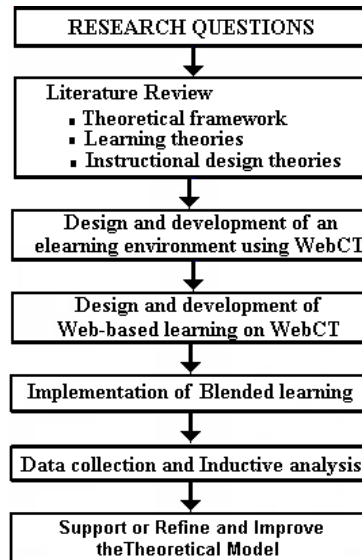 RESEARCH QUESTIONS
Literature Review
▪ Theoretical framework
▪ Learning theories
▪ Instructional design theories
Design and development of an
elearning environment using WebCT
Design and development of
Web-based learning on WebCT
Implementation of Blended learning
Data collection and Inductive analysis
Support or Refine and Improve
theTheoretical Model